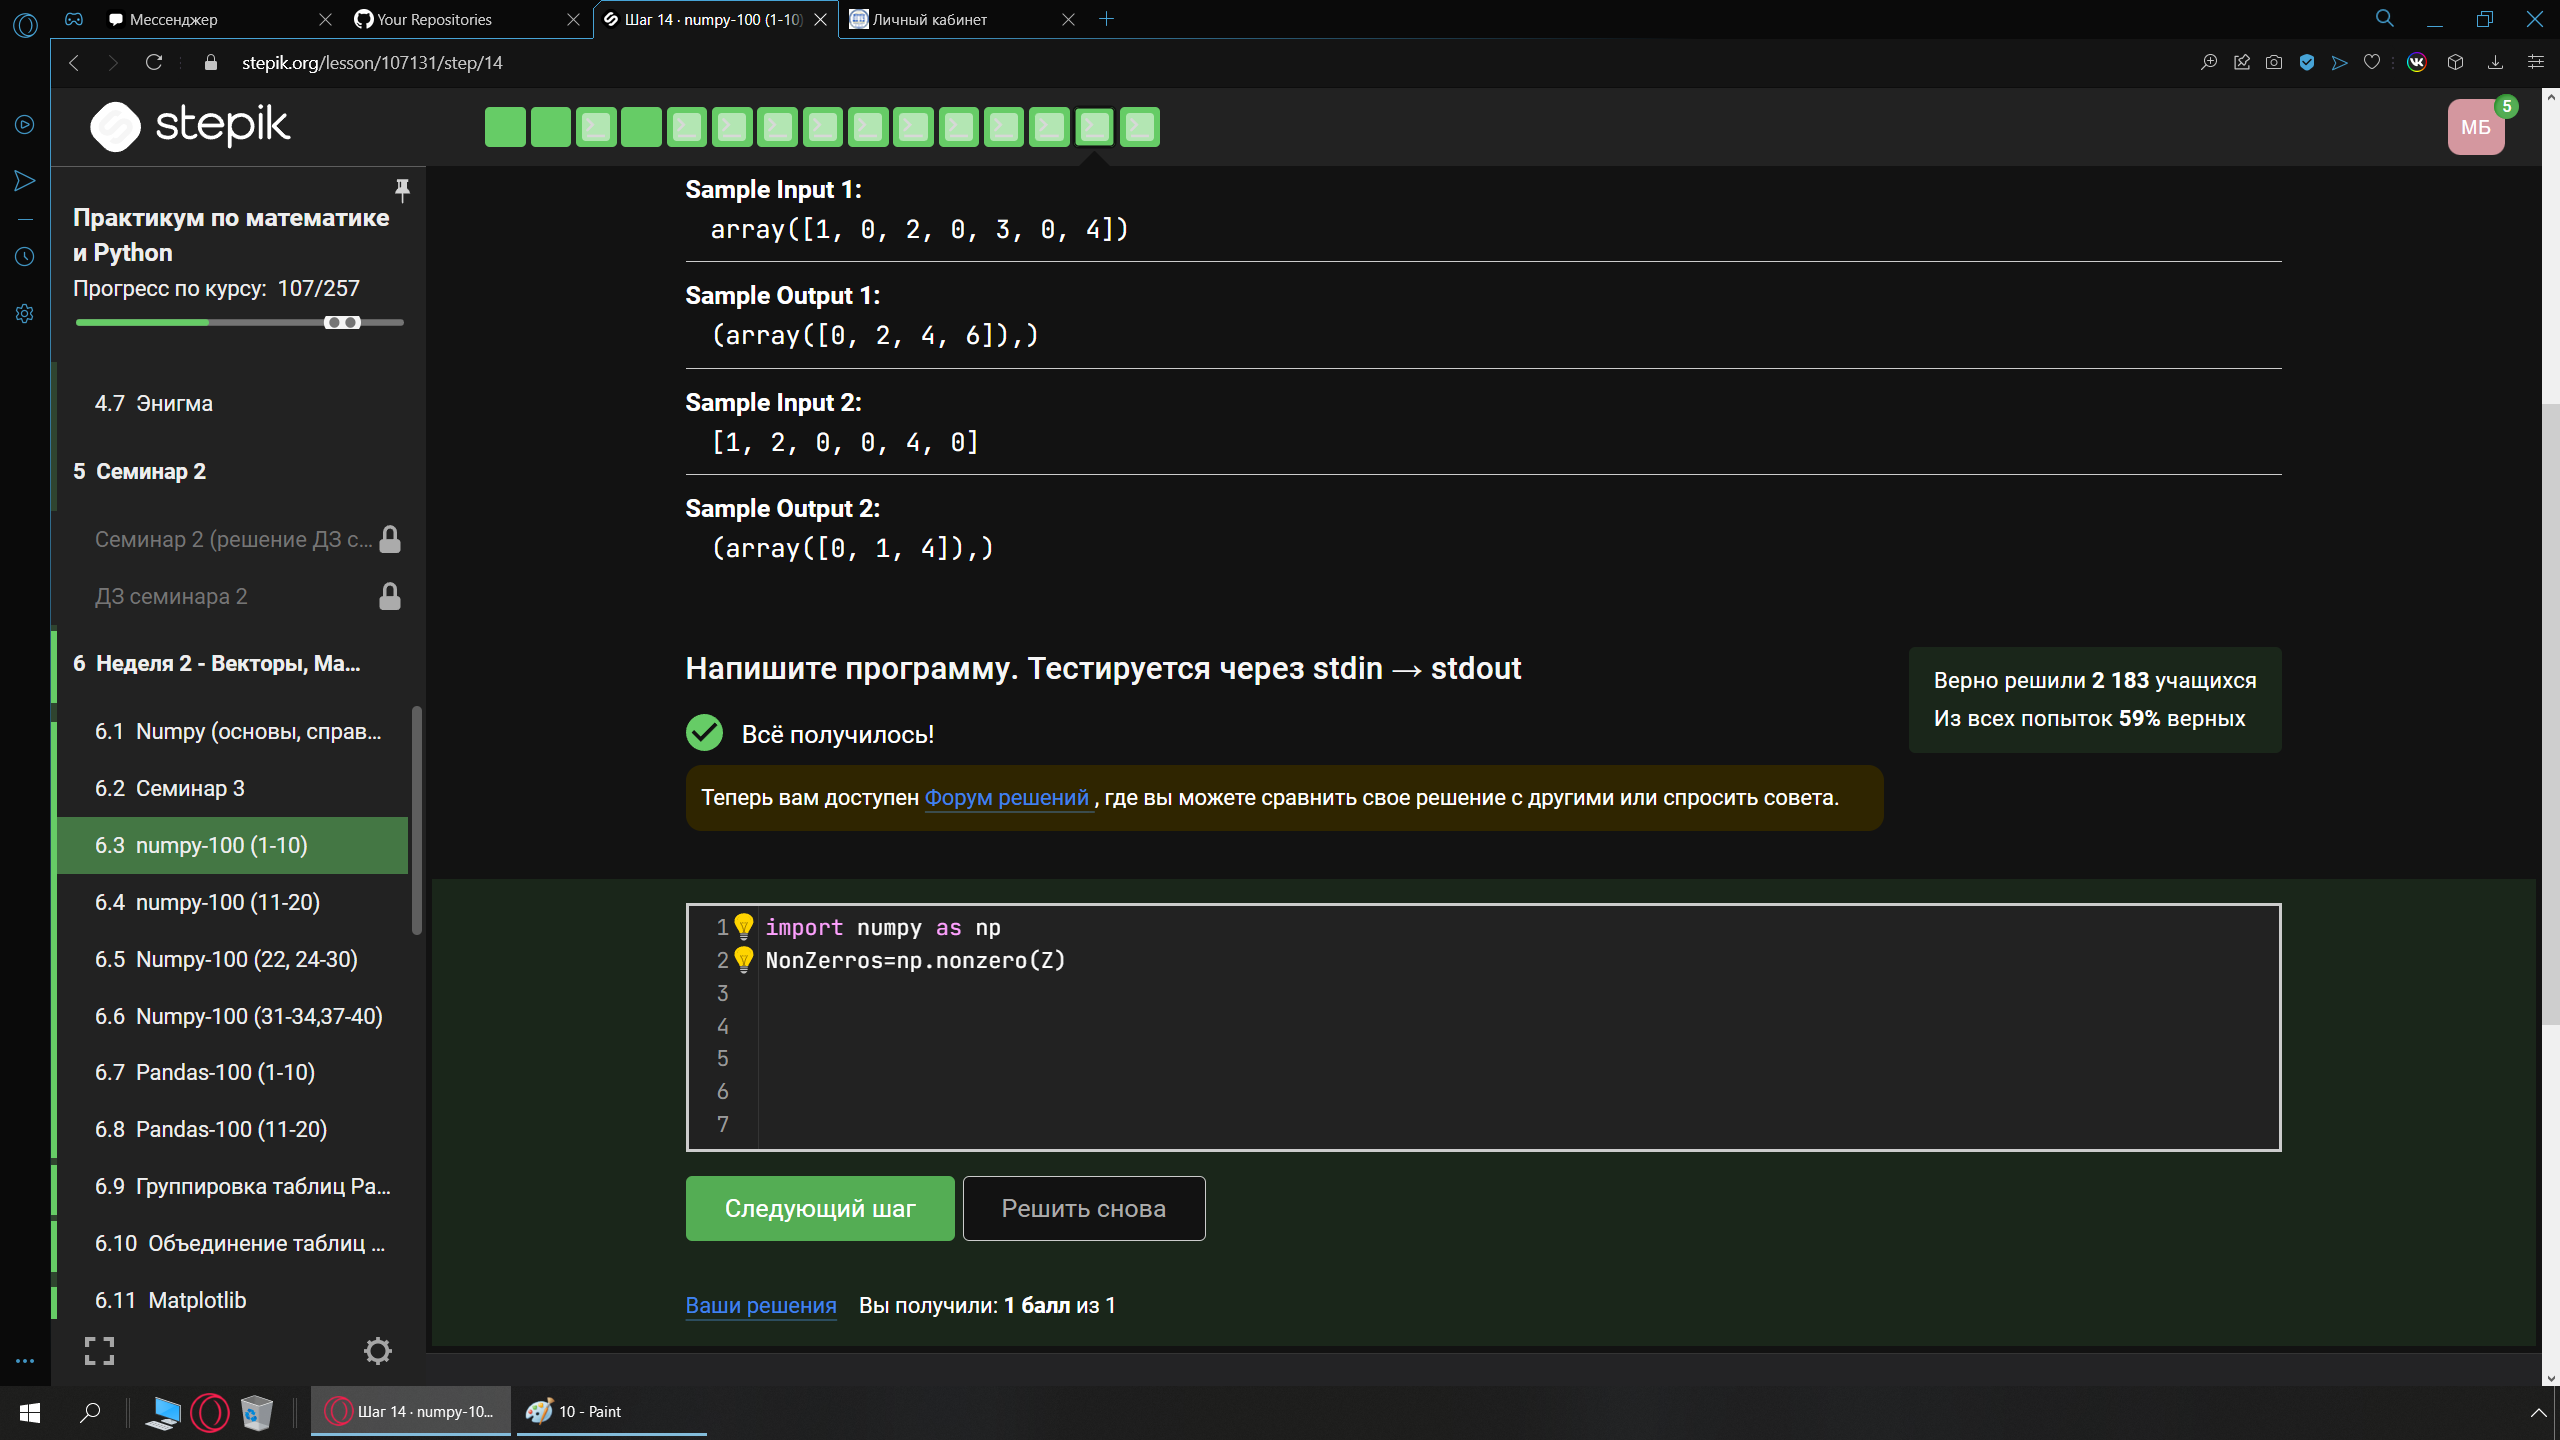 Мессенджер
Your Repositories
Шаг 14 · numpy-100 (1-10)
Личный кабинет
stepik.org/lesson/107131/step/14
stepik
МБ
5
Практикум по математике
и Python
Прогресс по курсу: 107/257
4.7 Энигма
5 Семинар 2
Семинар 2 (решение ДЗ с...
ДЗ семинара 2
6 Неделя 2 - Векторы, Ма...
6.1 Numpy (основы, справ...
6.2 Семинар 3
6.3 numpy-100 (1-10)
6.4 numpy-100 (11-20)
6.5 Numpy-100 (22, 24-30)
6.6 Numpy-100 (31-34,37-40)
6.7 Pandas-100 (1-10)
6.8 Pandas-100 (11-20)
6.9 Группировка таблиц Pa...
6.10 Объединение таблиц ...
6.11 Matplotlib
Sample Input 1:
array([1, 0, 2, 0, 3, 0, 4])
Sample Output 1:
(array([0, 2, 4, 6]),)
Sample Input 2:
[1, 2, 0, 0, 4, 0]
Sample Output 2:
(array([0, 1, 4]),)
Напишите программу. Тестируется через stdin → stdout
Верно решили 2 183 учащихся
Из всех попыток 59% верных
Всё получилось!
Теперь вам доступен Форум решений , где вы можете сравнить свое решение с другими или спросить совета.
1 import numpy as np
2 NonZerros=np.nonzero(Z)
3
4
5
6
7
Следующий шаг
Решить снова
Ваши решения Вы получили: 1 балл из 1
Шаг 14 · numpy-10...
10 - Paint